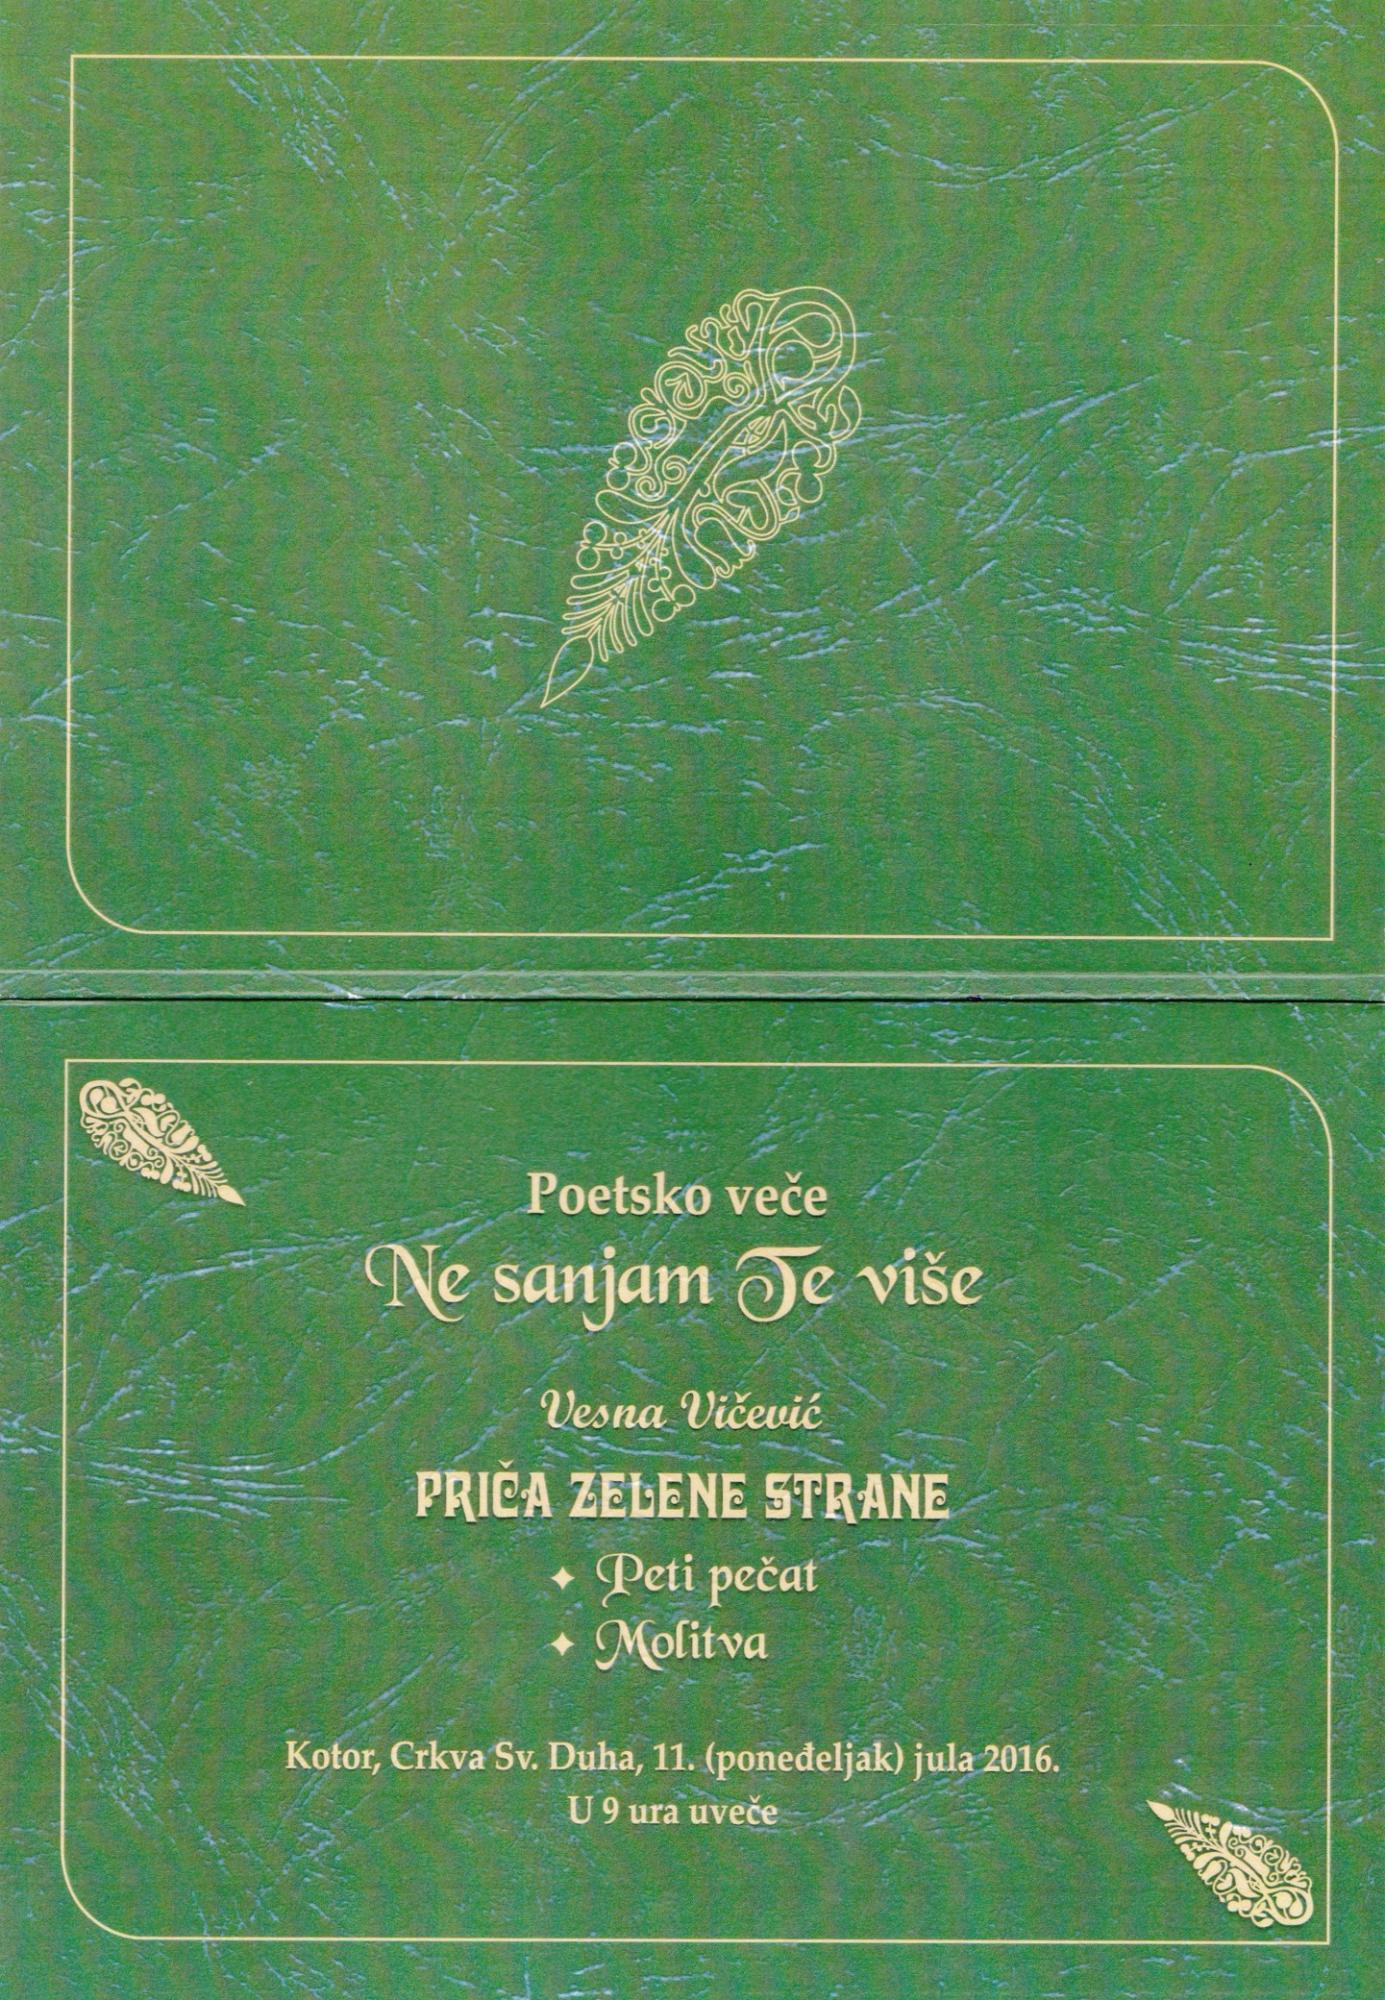 Poetsko veče
Ne sanjam Te više
Vesna Vičević
PRIČA ZELENE STRANE
✦ Peti pečat
✦ Molitva
Kotor, Crkva Sv. Duha, 11. (poneđeljak) jula 2016.
U 9 ura uveče